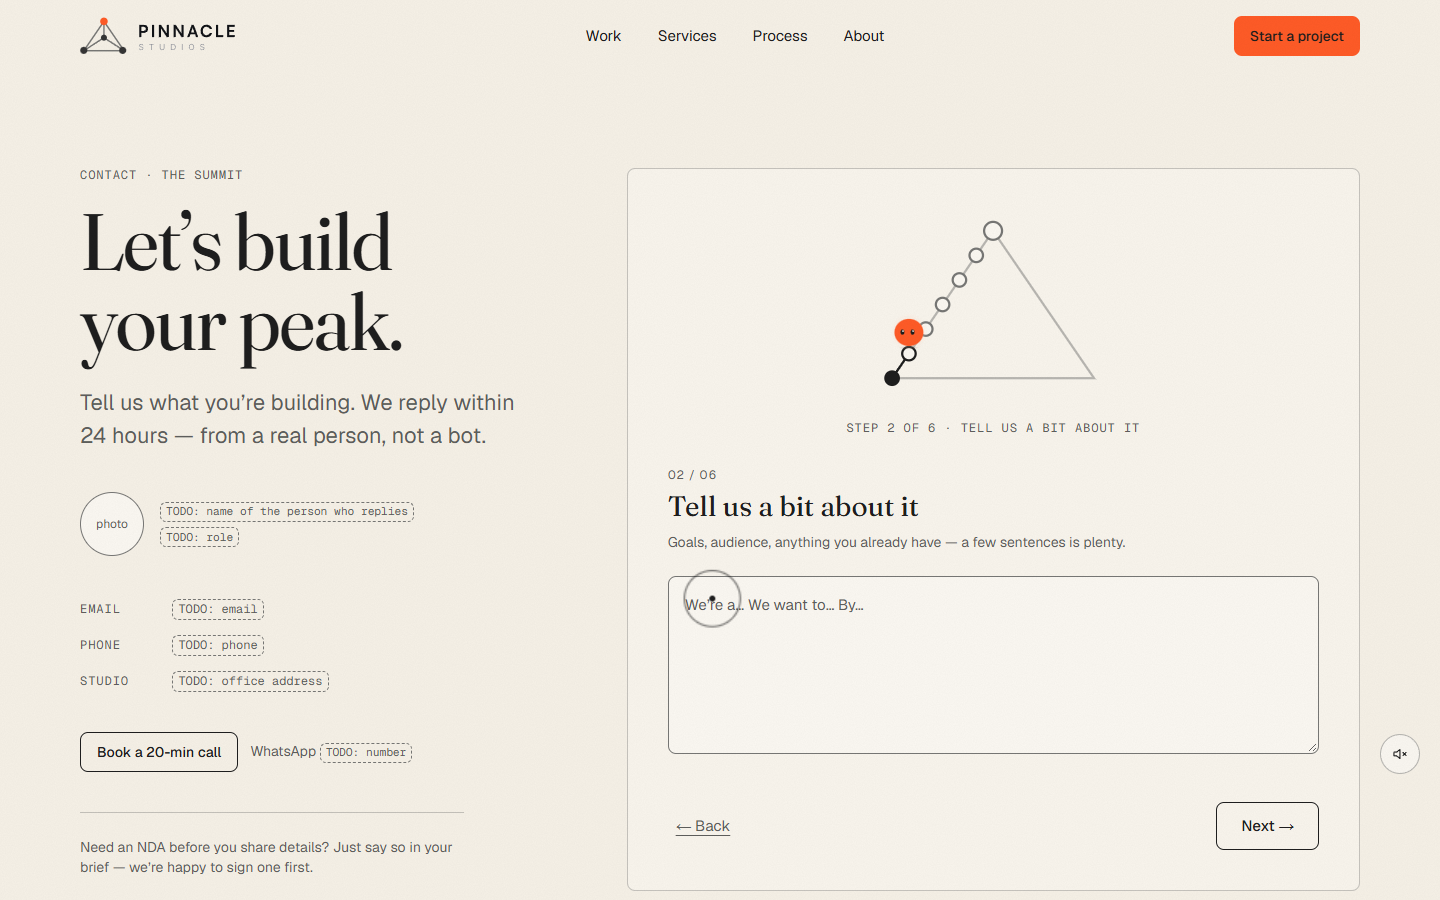 PINNACLE
STUDIOS
Work
Services
Process
About
Start a project
CONTACT · THE SUMMIT
Let’s build
your peak.
Tell us what you’re building. We reply within
24 hours — from a real person, not a bot.
photo
TODO: name of the person who replies
TODO: role
EMAIL
TODO: email
PHONE
TODO: phone
STUDIO
TODO: office address
Book a 20-min call
WhatsApp TODO: number
Need an NDA before you share details? Just say so in your
brief — we’re happy to sign one first.
STEP 2 OF 6 · TELL US A BIT ABOUT IT
02 / 06
Tell us a bit about it
Goals, audience, anything you already have — a few sentences is plenty.
We’re a… We want to… By…
← Back
Next →